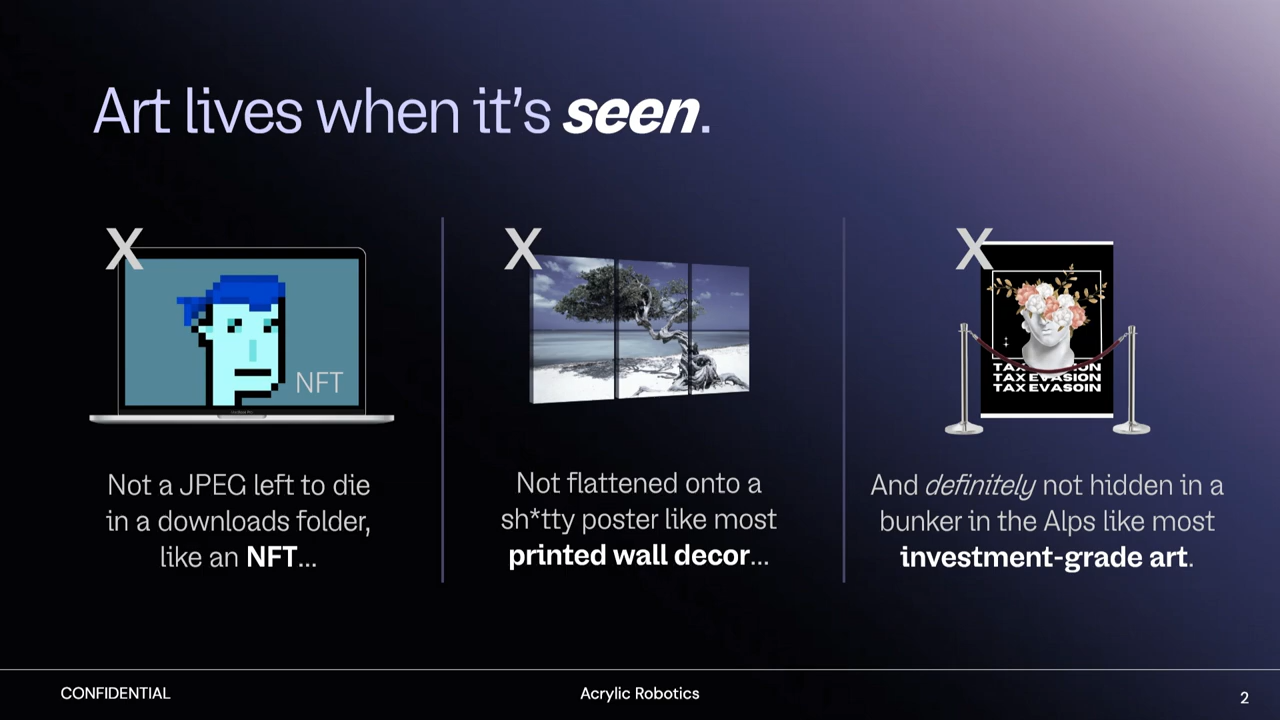 Art lives when it's seen.
X
NFT
Not a JPEG left to die
in a downloads folder,
like an NFT...
X
Not flattened onto a
sh*tty poster like most
printed wall decor...
X
TAX EVASION
TAX EVASOIN
And definitely not hidden in a
bunker in the Alps like most
investment-grade art.
CONFIDENTIAL
Acrylic Robotics
2